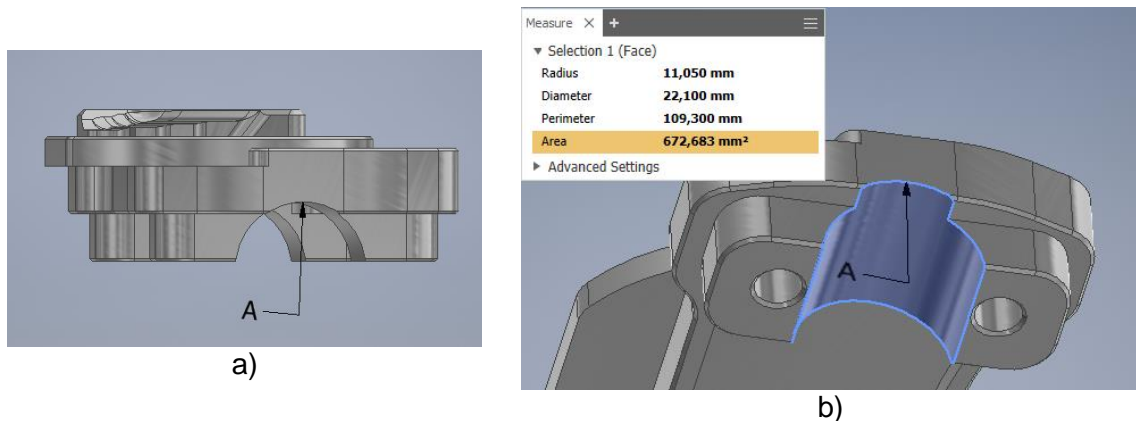 A
a)
Measure × +
Selection 1 (Face)
Radius 11,050 mm
Diameter 22,100 mm
Perimeter 109,300 mm
Area 672,683 mm²
Advanced Settings
A
b)